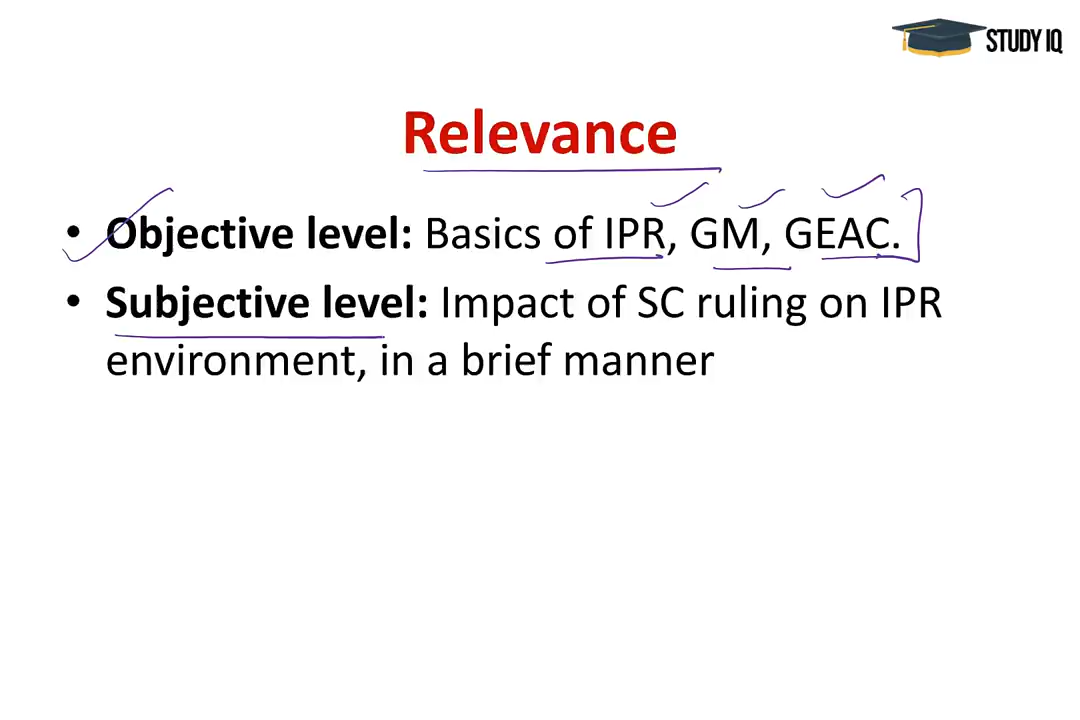 STUDY IQ
Relevance
• Objective level: Basics of IPR, GM, GEAC.
• Subjective level: Impact of SC ruling on IPR
environment, in a brief manner